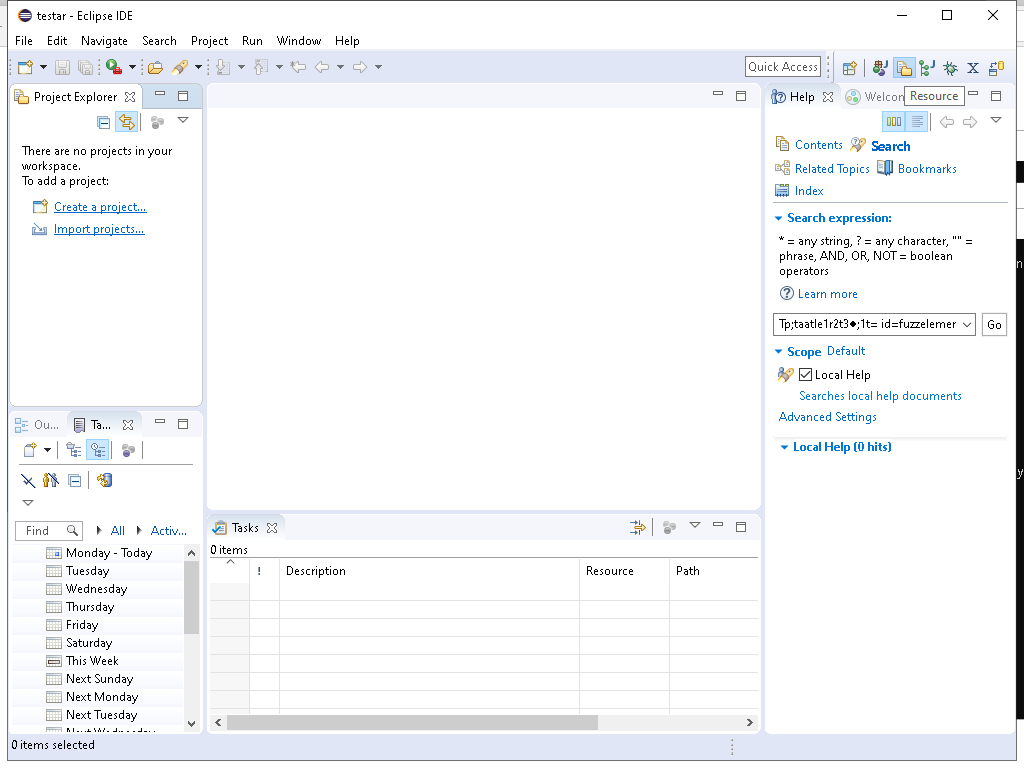 testar - Eclipse IDE
File Edit Navigate Search Project Run Window Help
Quick Access
Project Explorer
Help Welcon Resource
There are no projects in your
workspace.
To add a project:
Create a project...
Import projects...
Contents Search
Related Topics Bookmarks
Index
Search expression:
* = any string, ? = any character, "" =
phrase, AND, OR, NOT = boolean
operators
Learn more
Tp;taatle1r2t3◆;1t= id=fuzzelemer Go
Scope Default
Local Help
Searches local help documents
Advanced Settings
Local Help (0 hits)
Ou... Ta...
Find All Activ...
Monday - Today
Tuesday
Wednesday
Thursday
Friday
Saturday
This Week
Next Sunday
Next Monday
Next Tuesday
Next Wednesday
Tasks
0 items
! Description Resource Path
0 items selected